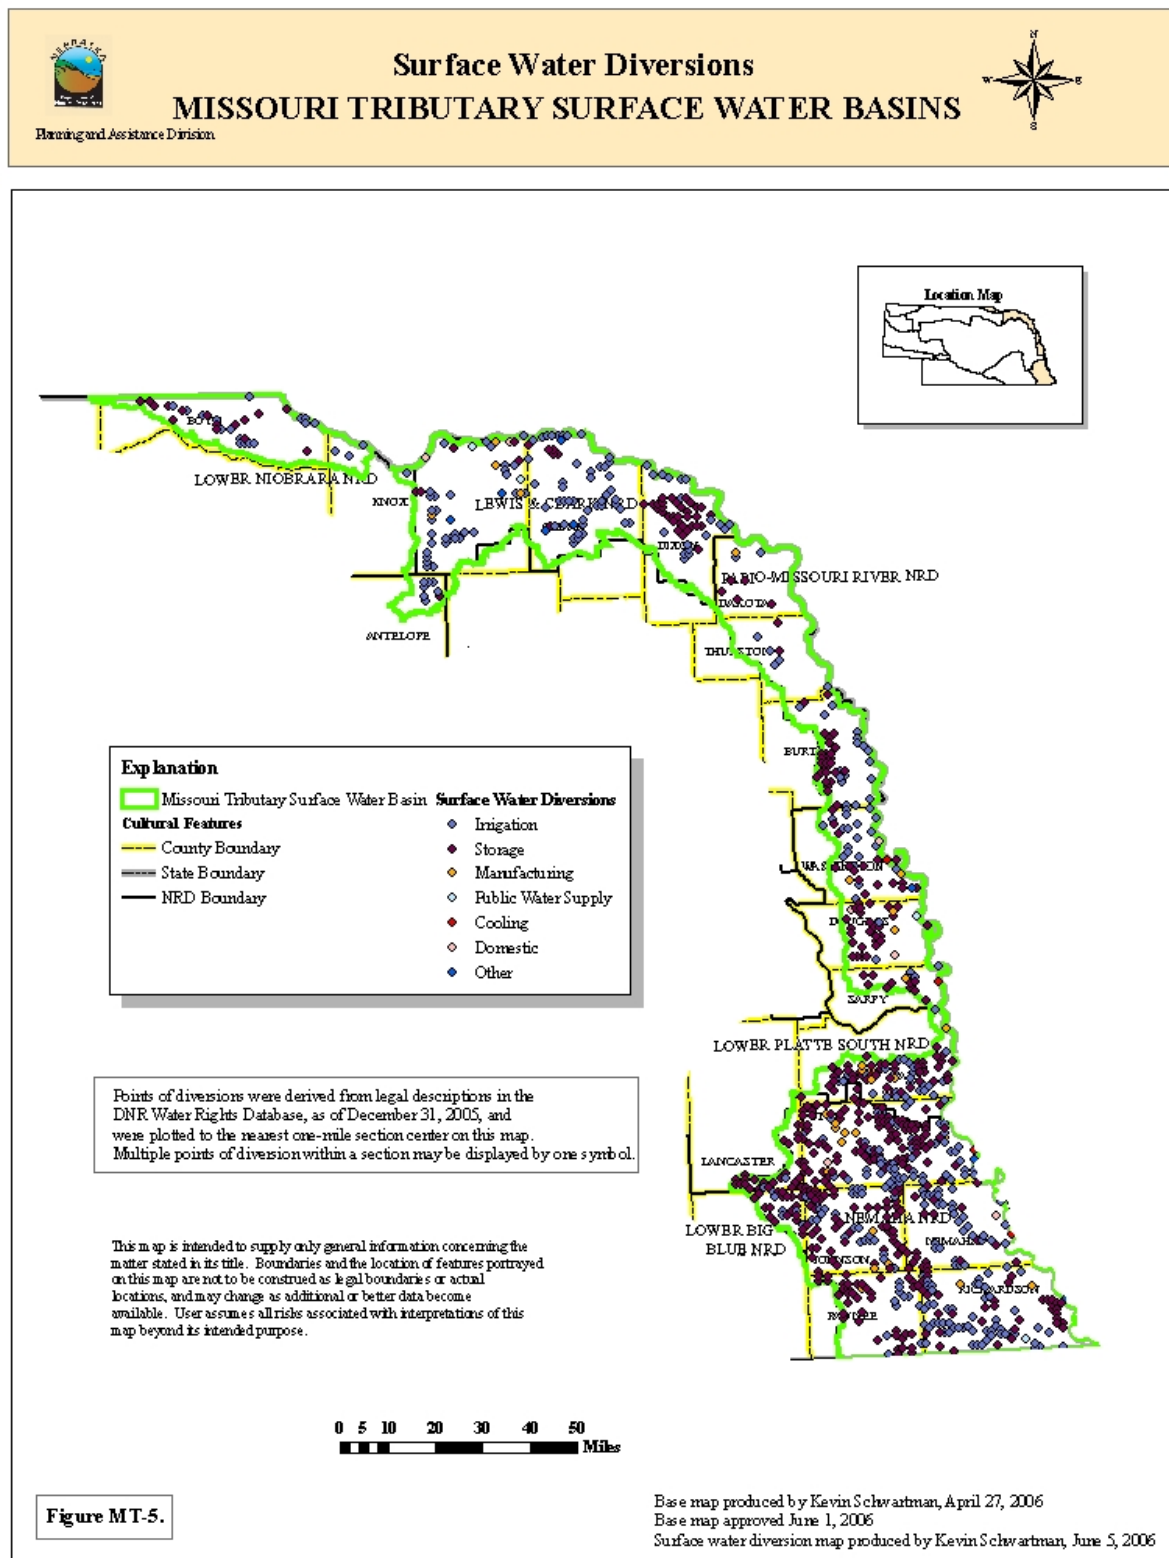 NEBRASKA
Planning and Assistance Division
Surface Water Diversions
MISSOURI TRIBUTARY SURFACE WATER BASINS
N
W
E
S
Location Map
BOYD
LOWER NIOBRARA NRD
KNOX
LEWIS & CLARK NRD
DIXON
PAPIO-MISSOURI RIVER NRD
DAKOTA
ANTELOPE
THURSTON
BURT
Explanation
Missouri Tributary Surface Water Basin
Cultural Features
County Boundary
State Boundary
NRD Boundary
Surface Water Diversions
Irrigation
Storage
Manufacturing
Public Water Supply
Cooling
Domestic
Other
WASHINGTON
DOUGLAS
SARPY
LOWER PLATTE SOUTH NRD
Points of diversions were derived from legal descriptions in the
DNR Water Rights Database, as of December 31, 2005, and
were plotted to the nearest one-mile section center on this map.
Multiple points of diversion within a section may be displayed by one symbol.
LANCASTER
LOWER BIG
BLUE NRD
NEMAHA NRD
NEMAHA
JOHNSON
RICHARDSON
PAWNEE
This map is intended to supply only general information concerning the
matter stated in its title. Boundaries and the location of features portrayed
on this map are not to be construed as legal boundaries or actual
locations, and may change as additional or better data become
available. User assumes all risks associated with interpretations of this
map beyond its intended purpose.
0 5 10 20 30 40 50
Miles
Figure MT-5.
Base map produced by Kevin Schwartman, April 27, 2006
Base map approved June 1, 2006
Surface water diversion map produced by Kevin Schwartman, June 5, 2006